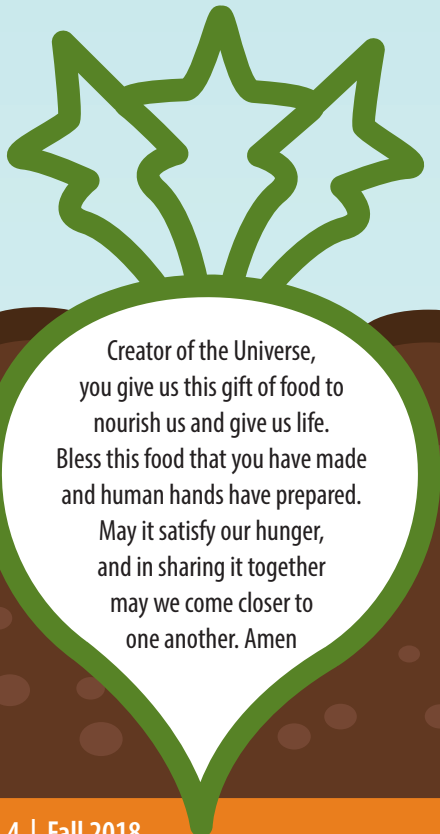 Creator of the Universe,
you give us this gift of food to
nourish us and give us life.
Bless this food that you have made
and human hands have prepared.
May it satisfy our hunger,
and in sharing it together
may we come closer to
one another. Amen
4 | Fall 2018